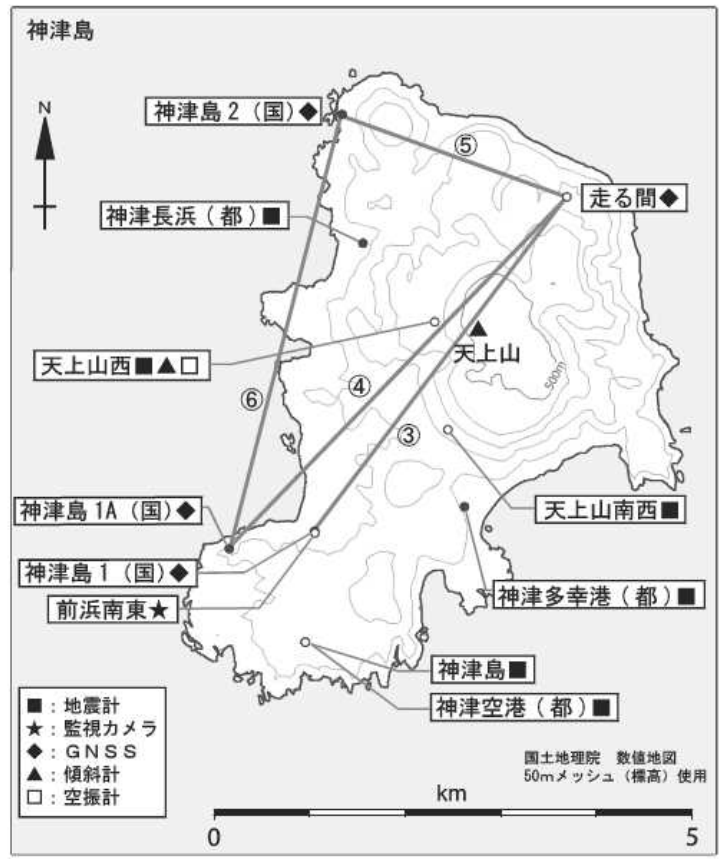 神津島
N
神津島2（国）◆
⑤
走る間◆
神津長浜（都）■
天上山
天上山西■▲□
500m
④
⑥
③
天上山南西■
神津島1A（国）◆
神津島1（国）◆
神津多幸港（都）■
前浜南東★
神津島■
神津空港（都）■
■：地震計
★：監視カメラ
◆：GNSS
▲：傾斜計
□：空振計
国土地理院　数値地図
50mメッシュ（標高）使用
km
0 5